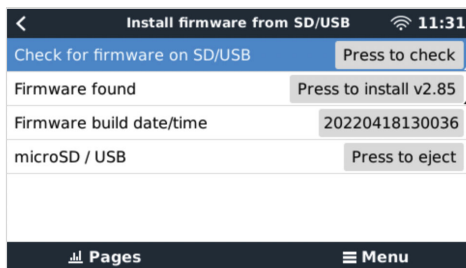 Install firmware from SD/USB 11:31
Check for firmware on SD/USB Press to check
Firmware found Press to install v2.85
Firmware build date/time 20220418130036
microSD / USB Press to eject
Pages Menu